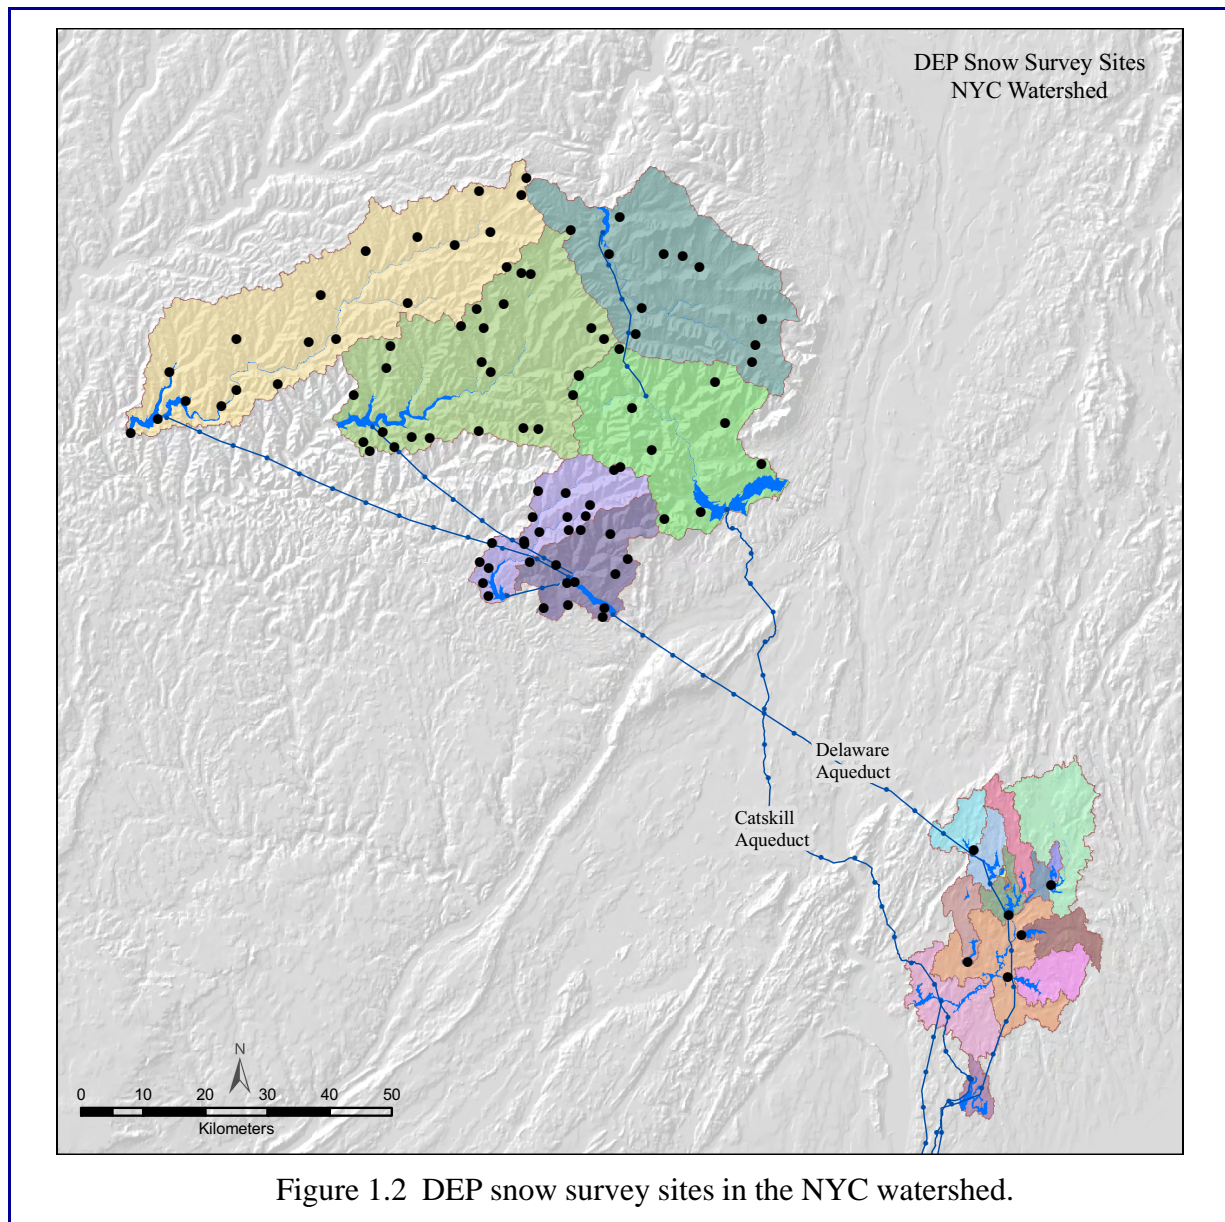 DEP Snow Survey Sites
NYC Watershed
Delaware
Aqueduct
Catskill
Aqueduct
N
0 10 20 30 40 50
Kilometers
Figure 1.2 DEP snow survey sites in the NYC watershed.